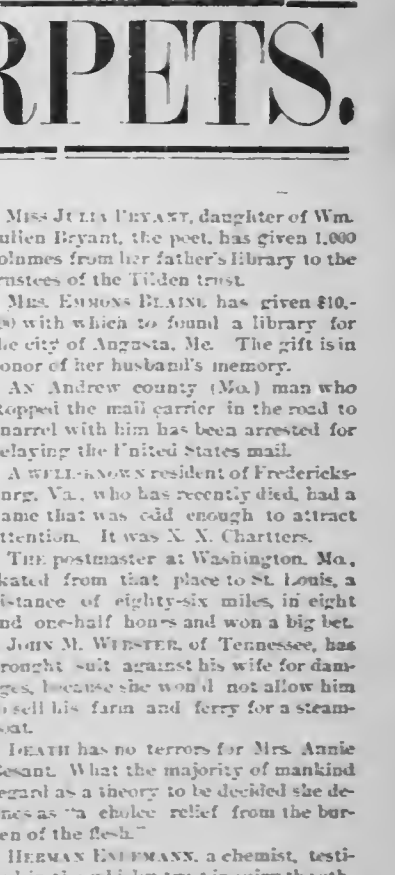 RPETS.
MISS JULIA BRYANT, daughter of Wm.
ullen Bryant, the poet, has given 1,000
olumes from her father's library to the
rustees of the Tilden trust.
MRS. EMMONS BLAINE has given $10,-
with which to found a library for
he city of Augusta, Me. The gift is in
onor of her husband's memory.
AN Andrew county (Mo.) man who
topped the mail carrier in the road to
uarrel with him has been arrested for
elaying the United States mail.
A WELL-KNOWN resident of Fredericks-
urg, Va., who has recently died, had a
ame that was odd enough to attract
ttention. It was X. X. Chartters.
THE postmaster at Washington, Mo.,
kated from that place to St. Louis, a
istance of eighty-six miles, in eight
nd one-half hours and won a big bet.
JOHN M. WEBSTER, of Tennessee, has
rought suit against his wife for dam-
ges, because she would not allow him
o sell his farm and ferry for a steam-
oat.
DEATH has no terrors for Mrs. Annie
Besant. What the majority of mankind
egard as a theory to be decided she de-
nes as "a choice relief from the bur-
en of the flesh."
HERMAN, a chemist, testi-